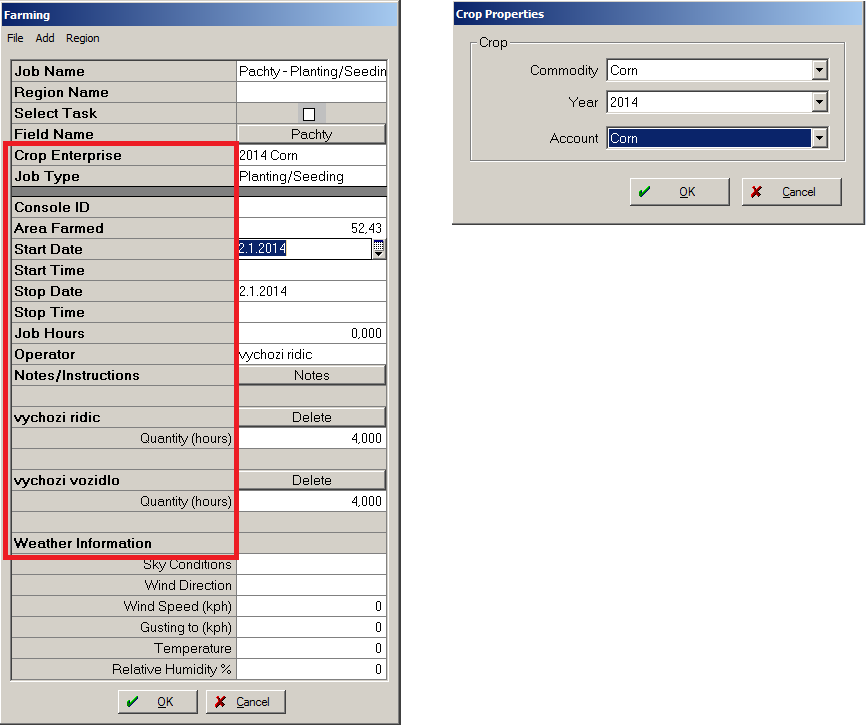 Farming
File Add Region
Job Name Pachty - Planting/Seedin
Region Name
Select Task
Field Name Pachty
Crop Enterprise 2014 Corn
Job Type Planting/Seeding
Console ID
Area Farmed 52,43
Start Date 2.1.2014
Start Time
Stop Date 2.1.2014
Stop Time
Job Hours 0,000
Operator vychozi ridic
Notes/Instructions Notes
vychozi ridic Delete
Quantity (hours) 4,000
vychozi vozidlo Delete
Quantity (hours) 4,000
Weather Information
Sky Conditions
Wind Direction
Wind Speed (kph) 0
Gusting to (kph) 0
Temperature 0
Relative Humidity % 0
OK Cancel
Crop Properties
Crop
Commodity Corn
Year 2014
Account Corn
OK Cancel